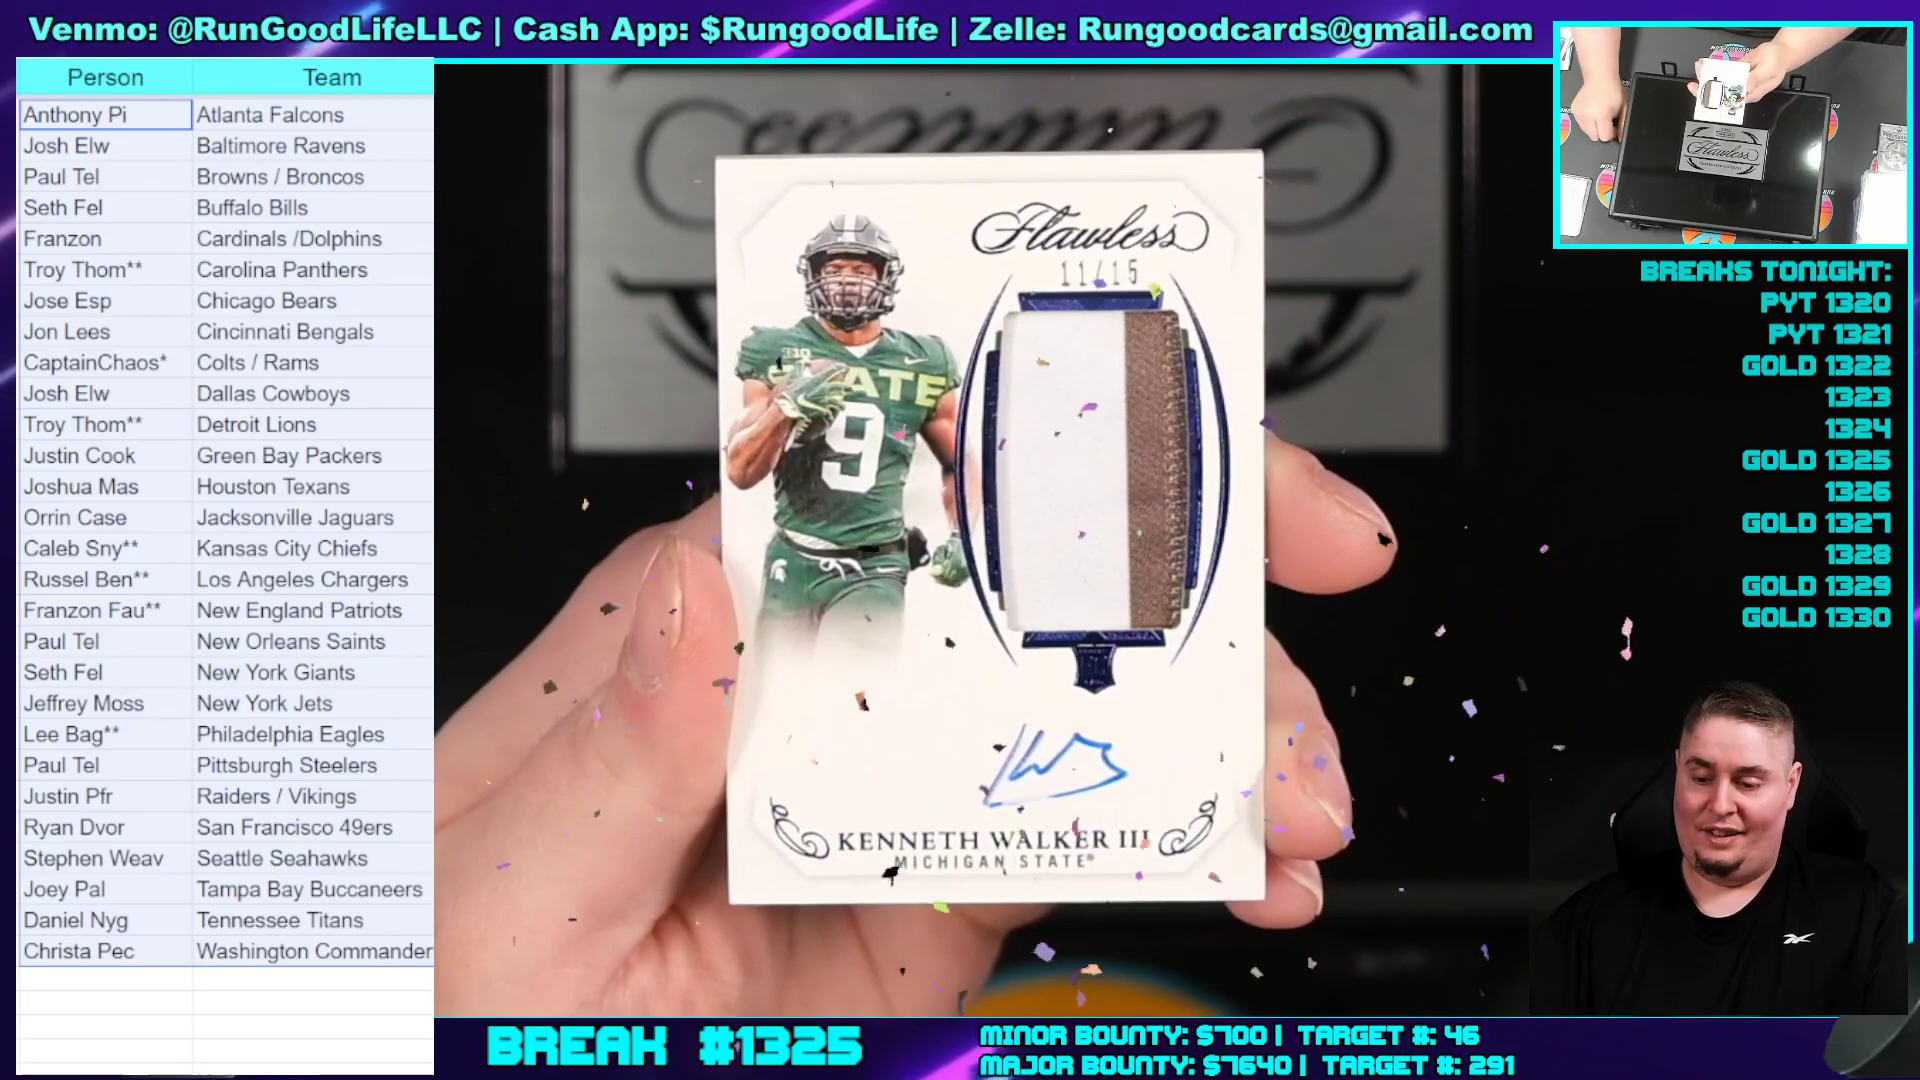 Venmo: @RunGoodLifeLLC | Cash App: $RungoodLife | Zelle: Rungoodcards@gmail.com
Person Team
Anthony Pi Atlanta Falcons
Josh Elw Baltimore Ravens
Paul Tel Browns / Broncos
Seth Fel Buffalo Bills
Franzon Cardinals /Dolphins
Troy Thom** Carolina Panthers
Jose Esp Chicago Bears
Jon Lees Cincinnati Bengals
CaptainChaos* Colts / Rams
Josh Elw Dallas Cowboys
Troy Thom** Detroit Lions
Justin Cook Green Bay Packers
Joshua Mas Houston Texans
Orrin Case Jacksonville Jaguars
Caleb Sny** Kansas City Chiefs
Russel Ben** Los Angeles Chargers
Franzon Fau** New England Patriots
Paul Tel New Orleans Saints
Seth Fel New York Giants
Jeffrey Moss New York Jets
Lee Bag** Philadelphia Eagles
Paul Tel Pittsburgh Steelers
Justin Pfr Raiders / Vikings
Ryan Dvor San Francisco 49ers
Stephen Weav Seattle Seahawks
Joey Pal Tampa Bay Buccaneers
Daniel Nyg Tennessee Titans
Christa Pec Washington Commander
Flawless
11/15
ATE
9
KENNETH WALKER III
MICHIGAN STATE®
Flawless
BREAKS TONIGHT:
PYT 1320
PYT 1321
GOLD 1322
1323
1324
GOLD 1325
1326
GOLD 1327
1328
GOLD 1329
GOLD 1330
BREAK #1325
MINOR BOUNTY: $700 | TARGET #: 46
MAJOR BOUNTY: $7640 | TARGET #: 291